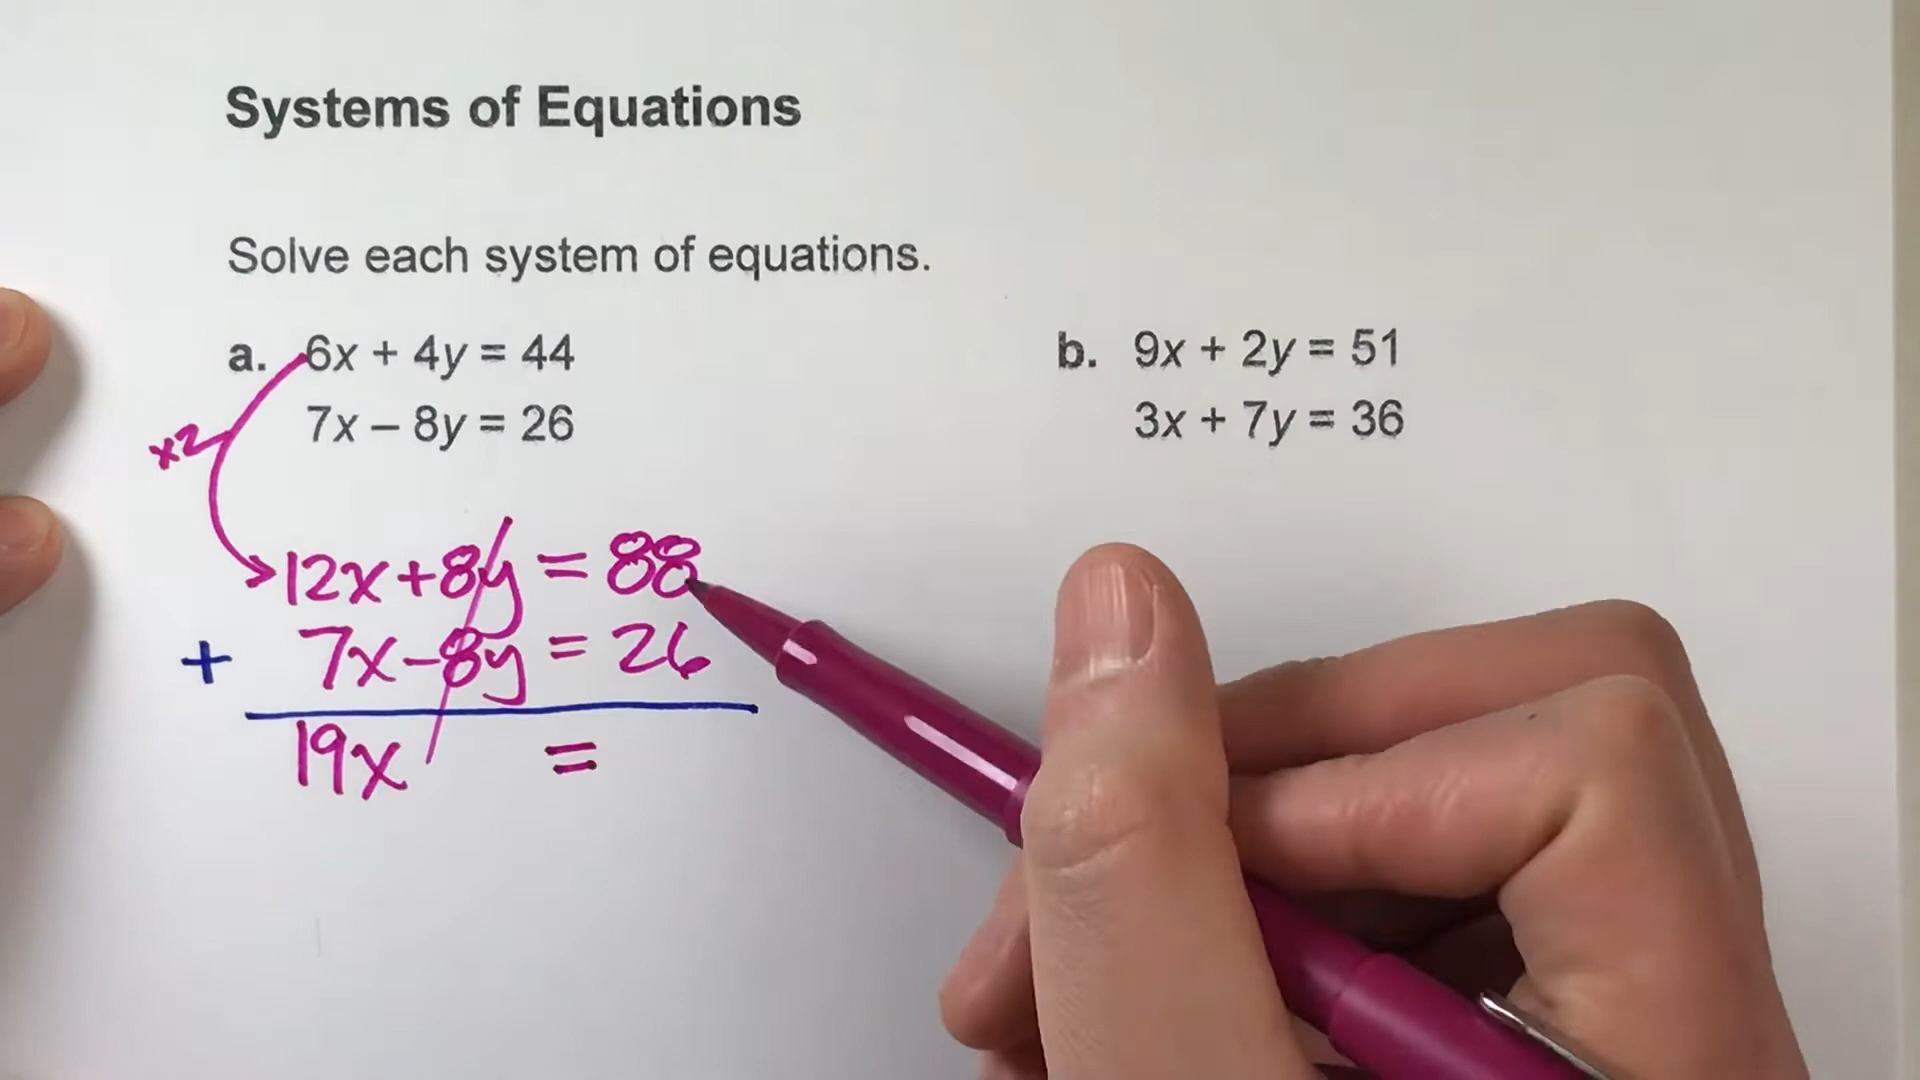 Systems of Equations
Solve each system of equations.
a. 6x + 4y = 44
7x – 8y = 26
b. 9x + 2y = 51
3x + 7y = 36
x2
12x+8y = 88
+ 7x-8y = 26
19x =